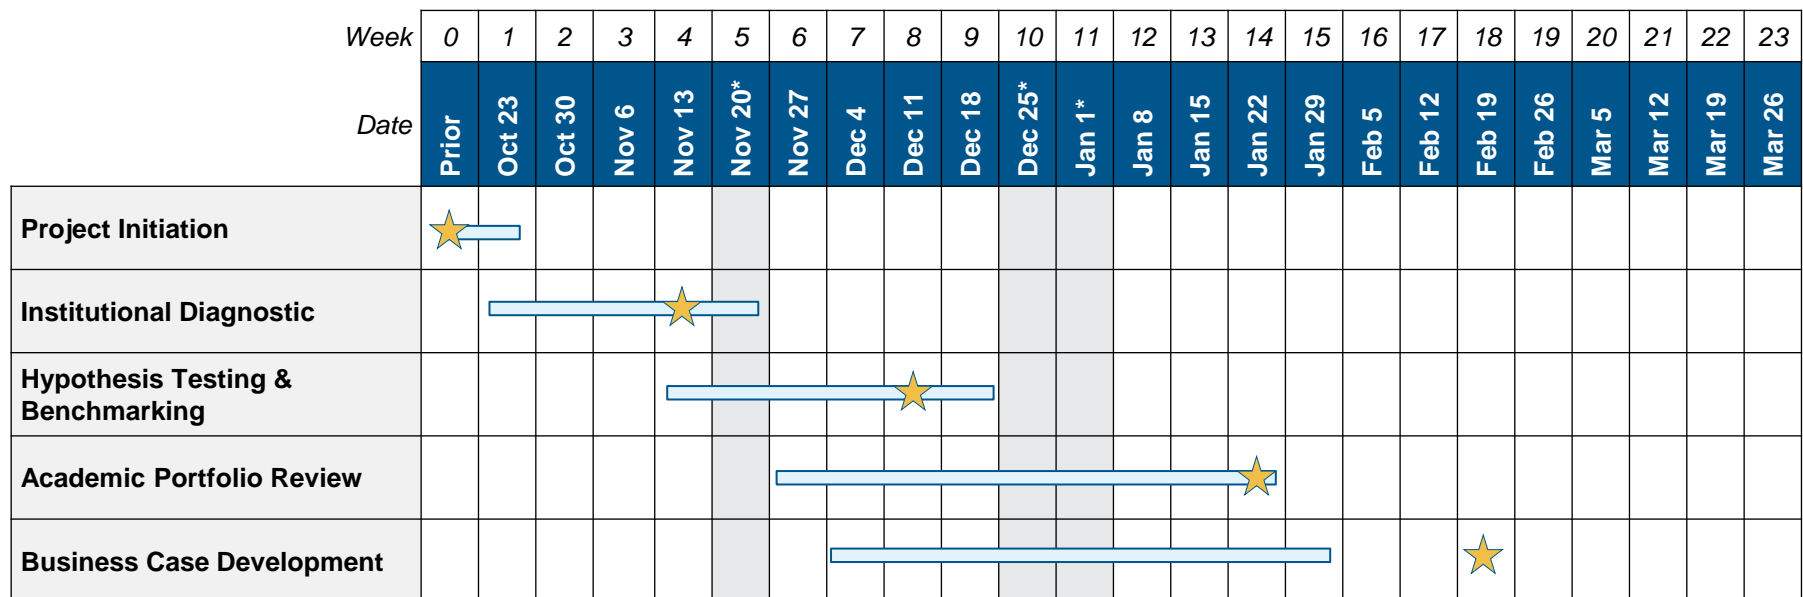 Week 0 1 2 3 4 5 6 7 8 9 10 11 12 13 14 15 16 17 18 19 20 21 22 23
Date Prior Oct 23 Oct 30 Nov 6 Nov 13 Nov 20* Nov 27 Dec 4 Dec 11 Dec 18 Dec 25* Jan 1* Jan 8 Jan 15 Jan 22 Jan 29 Feb 5 Feb 12 Feb 19 Feb 26 Mar 5 Mar 12 Mar 19 Mar 26
Project Initiation
Institutional Diagnostic
Hypothesis Testing &
Benchmarking
Academic Portfolio Review
Business Case Development